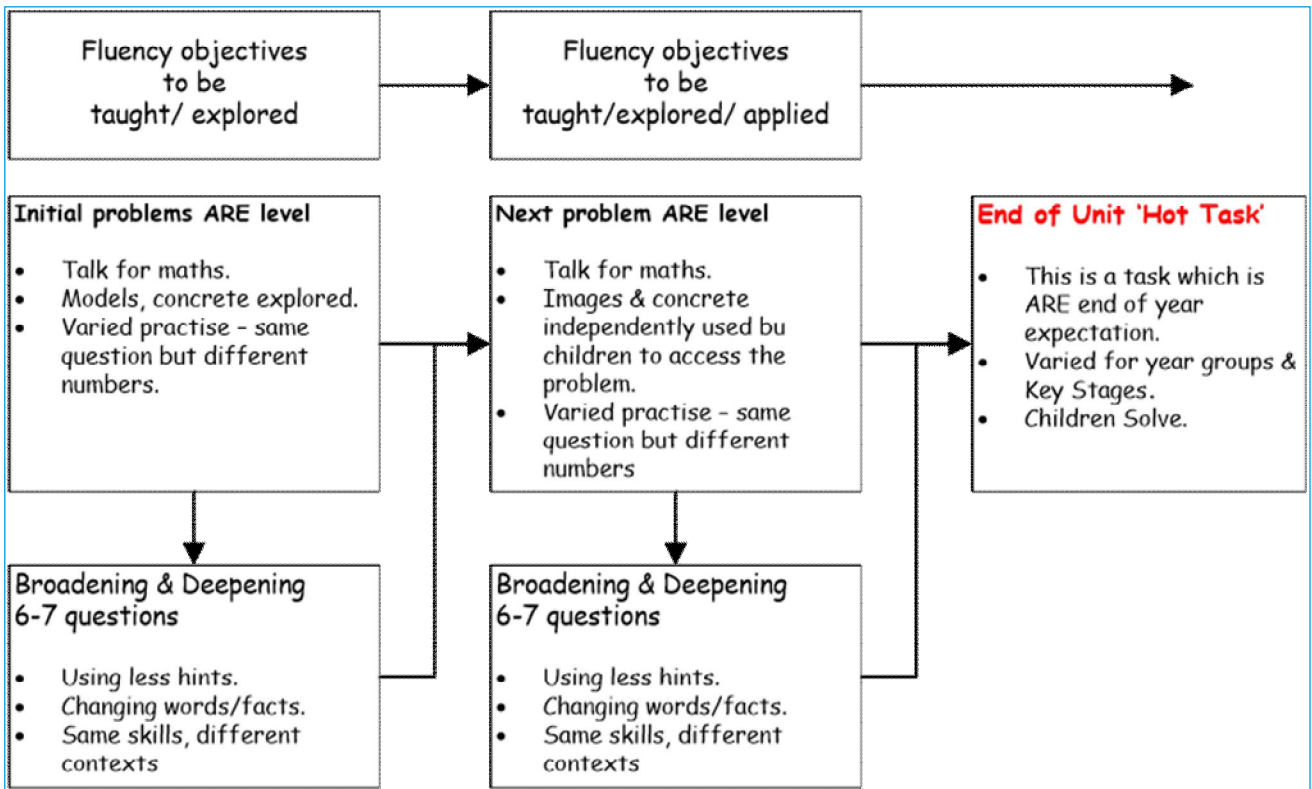 Fluency objectives
to be
taught/ explored
Fluency objectives
to be
taught/explored/ applied
Initial problems ARE level
• Talk for maths.
• Models, concrete explored.
• Varied practise – same
question but different
numbers.
Next problem ARE level
• Talk for maths.
• Images & concrete
independently used bu
children to access the
problem.
• Varied practise – same
question but different
numbers
End of Unit ‘Hot Task’
• This is a task which is
ARE end of year
expectation.
• Varied for year groups &
Key Stages.
• Children Solve.
Broadening & Deepening
6-7 questions
• Using less hints.
• Changing words/facts.
• Same skills, different
contexts
Broadening & Deepening
6-7 questions
• Using less hints.
• Changing words/facts.
• Same skills, different
contexts